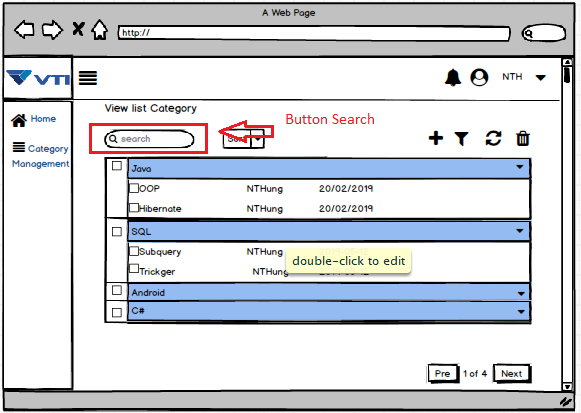 A Web Page
http://
VTI
NTH
Home
Category
Management
View list Category
Button Search
search
Java
OOP NTHung 20/02/2019
Hibernate NTHung 20/02/2019
SQL
Subquery NTHung
double-click to edit
Trickger NTHung
Android
C#
Pre 1 of 4 Next